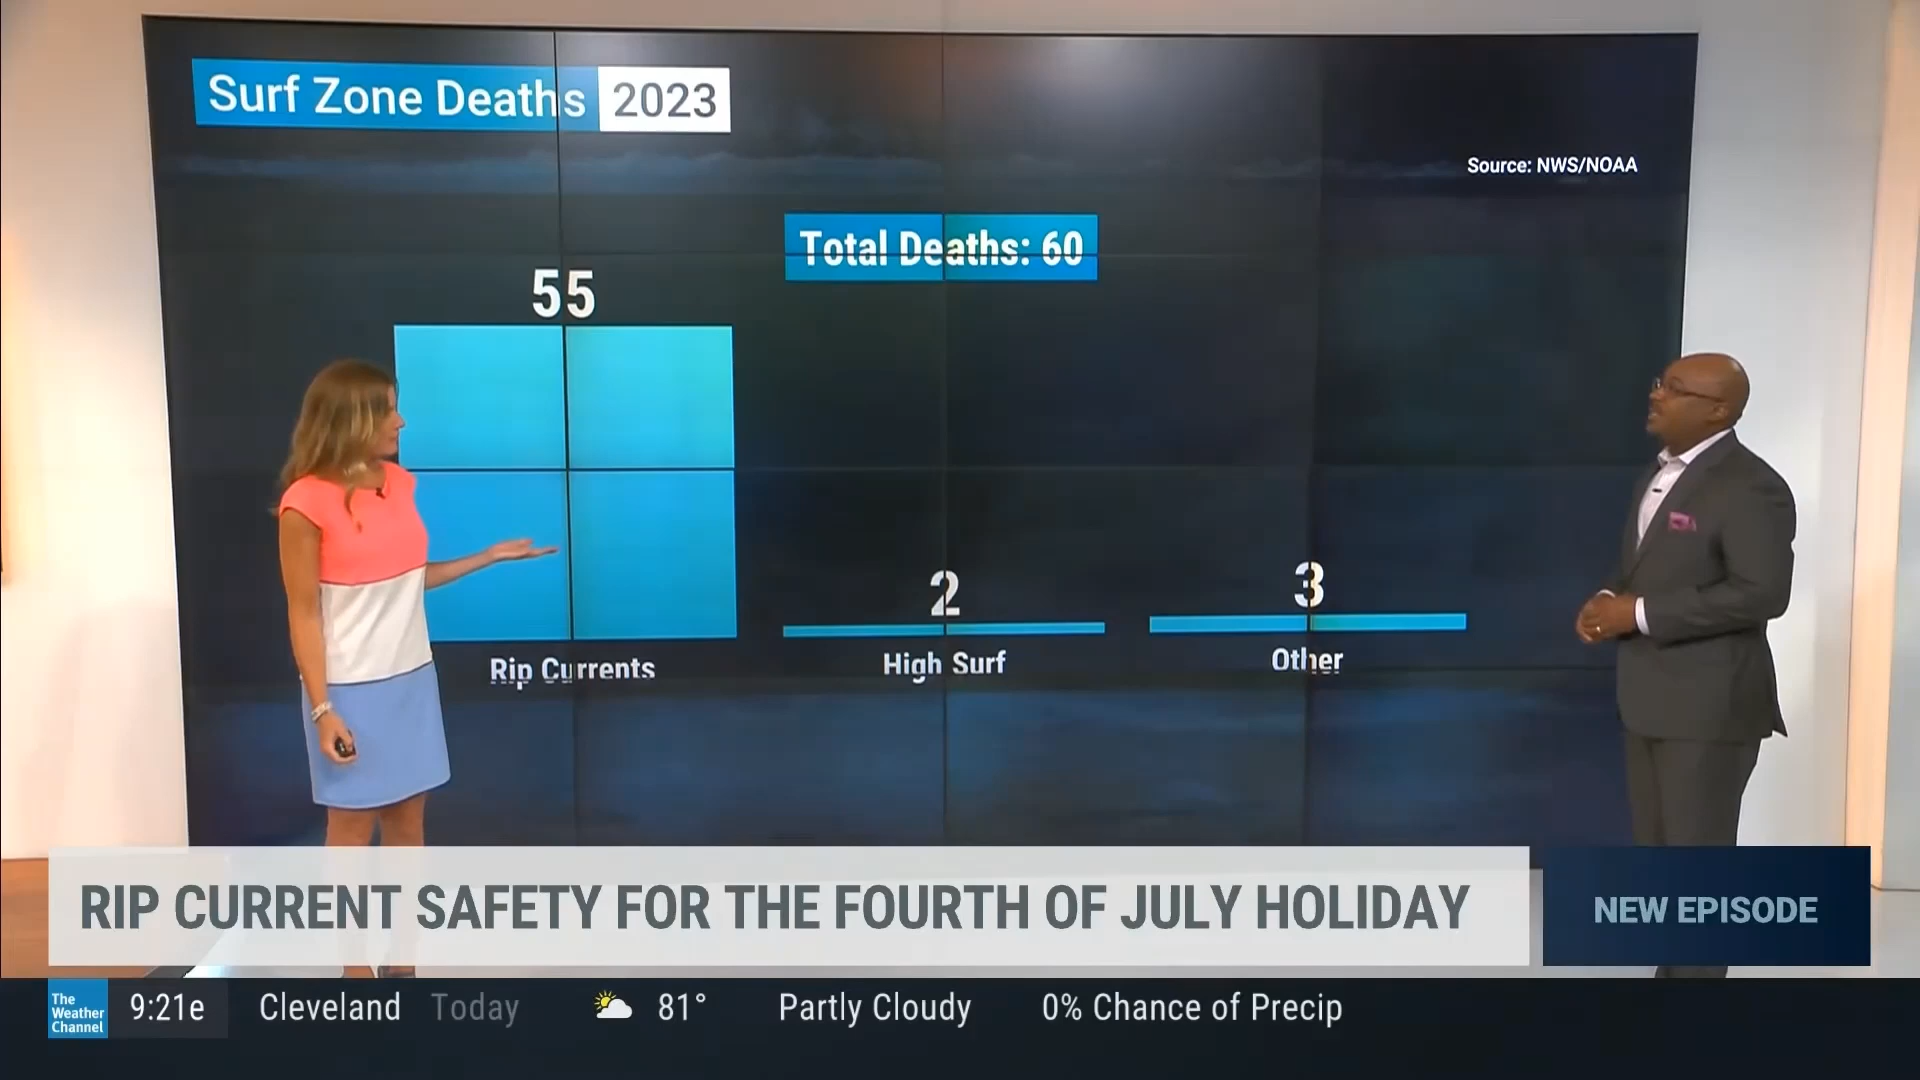 Surf Zone Deaths 2023
Source: NWS/NOAA
Total Deaths: 60
55
2
3
Rip Currents
High Surf
Other
RIP CURRENT SAFETY FOR THE FOURTH OF JULY HOLIDAY
NEW EPISODE
The
Weather
Channel
9:21e
Cleveland Today 81° Partly Cloudy 0% Chance of Precip